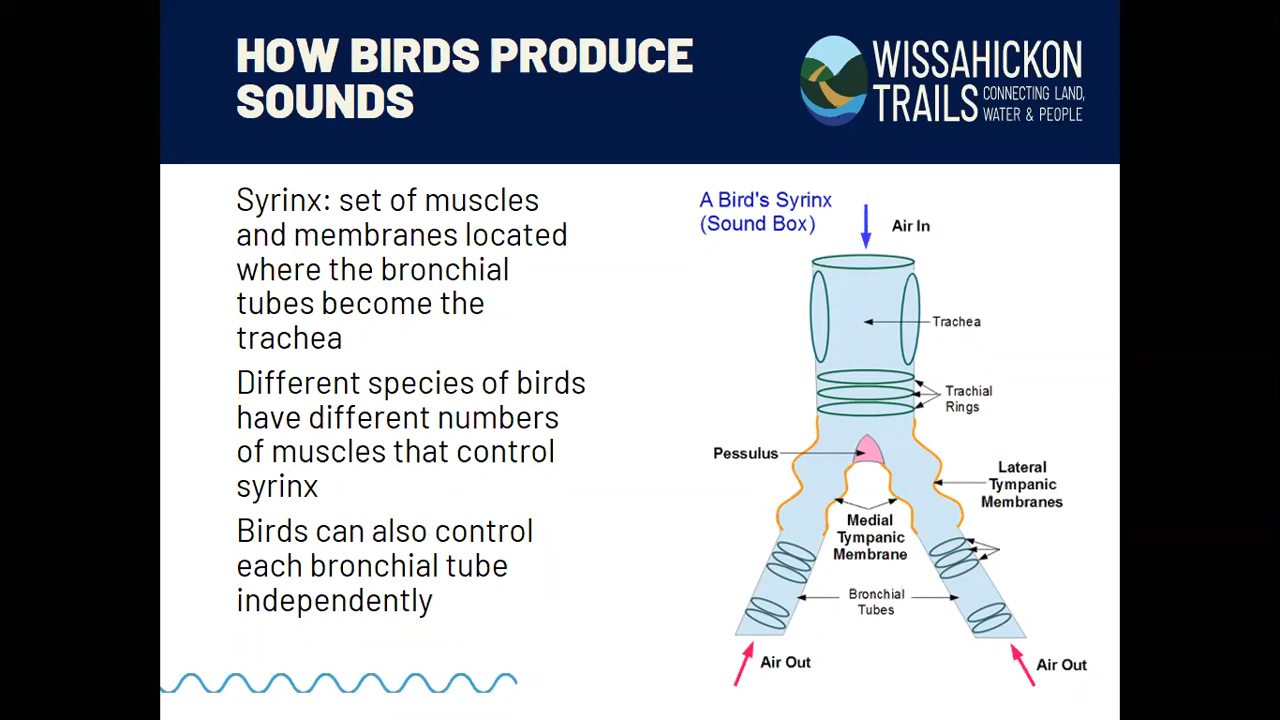 HOW BIRDS PRODUCE
SOUNDS
WISSAHICKON
TRAILS
CONNECTING LAND,
WATER & PEOPLE
Syrinx: set of muscles
and membranes located
where the bronchial
tubes become the
trachea
Different species of birds
have different numbers
of muscles that control
syrinx
Birds can also control
each bronchial tube
independently
A Bird's Syrinx
(Sound Box)
Air In
Trachea
Trachial
Rings
Pessulus
Lateral
Tympanic
Membranes
Medial
Tympanic
Membrane
Bronchial
Tubes
Air Out
Air Out